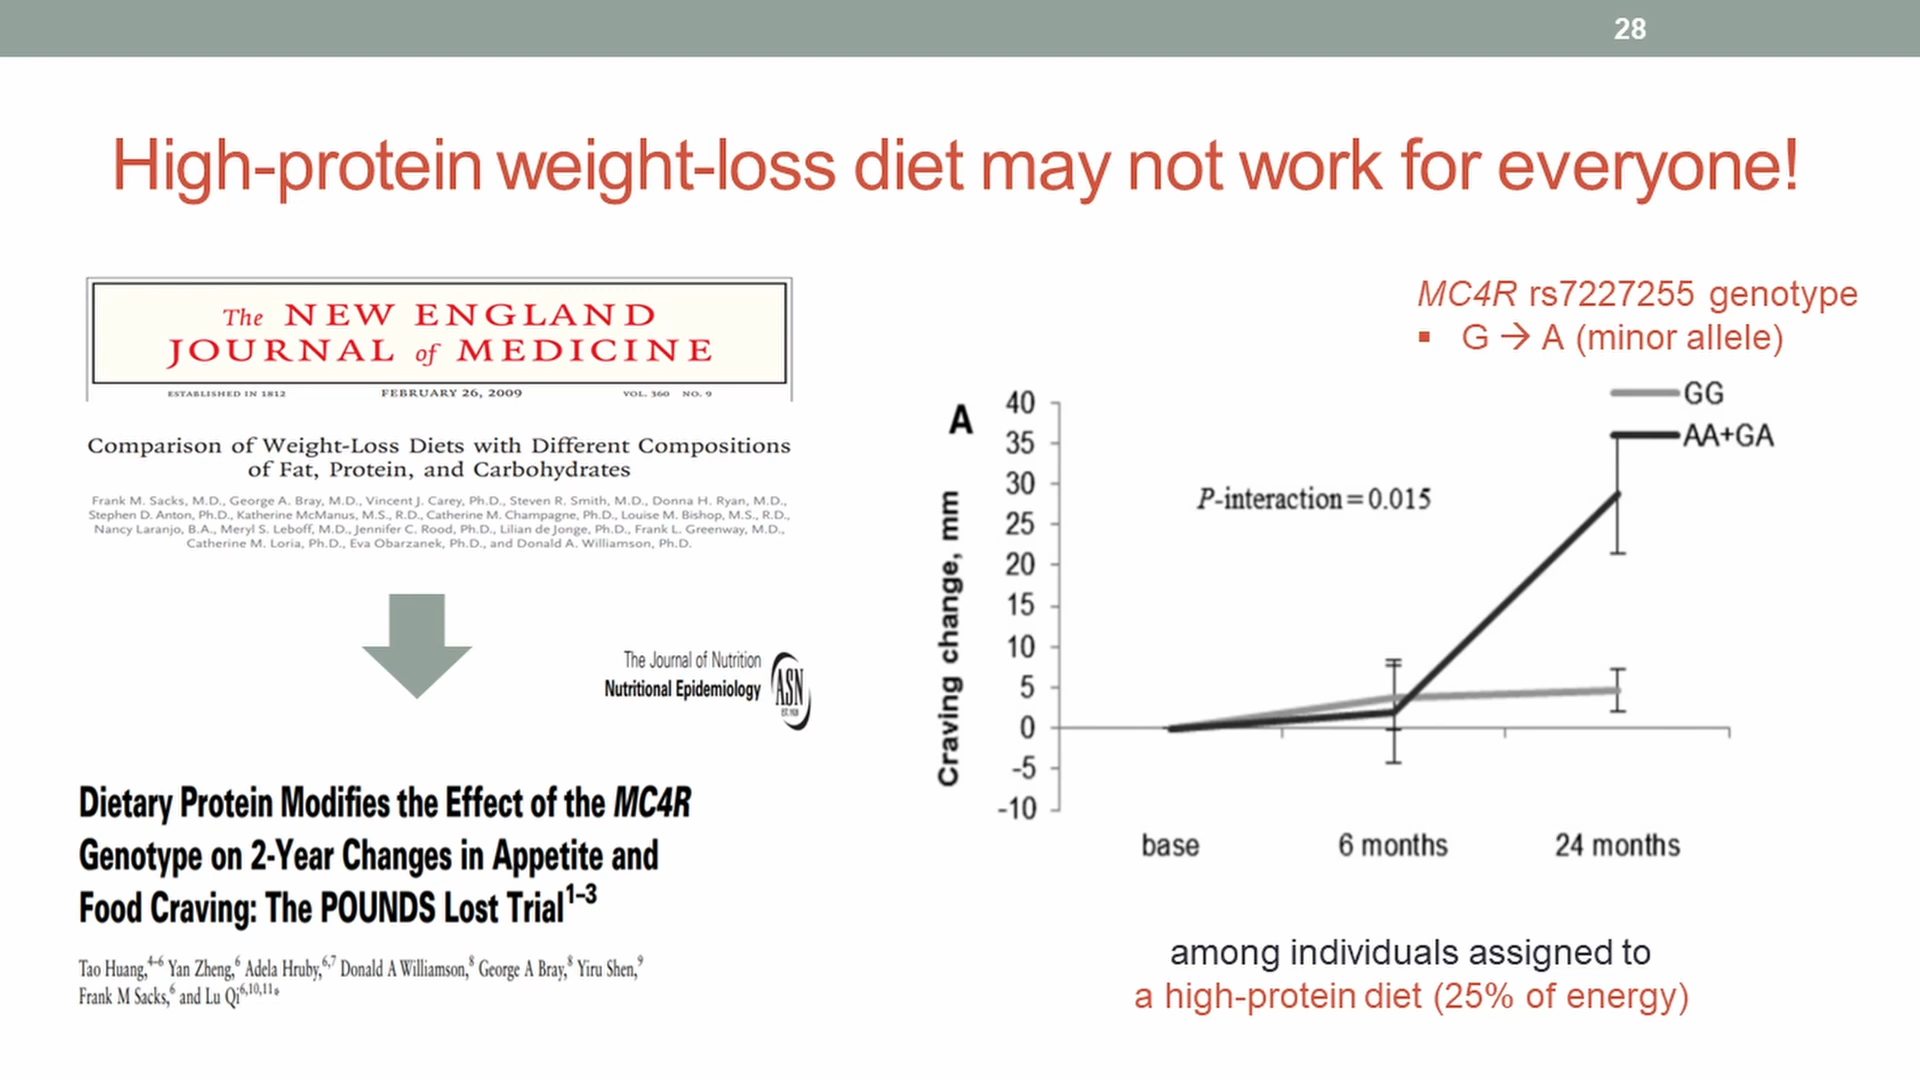 28
High-protein weight-loss diet may not work for everyone!
The NEW ENGLAND
JOURNAL of MEDICINE
ESTABLISHED IN 1812 FEBRUARY 26, 2009 VOL. 360 NO. 9
Comparison of Weight-Loss Diets with Different Compositions
of Fat, Protein, and Carbohydrates
Frank M. Sacks, M.D., George A. Bray, M.D., Vincent J. Carey, Ph.D., Steven R. Smith, M.D., Donna H. Ryan, M.D.,
Stephen D. Anton, Ph.D., Katherine McManus, M.S., R.D., Catherine M. Champagne, Ph.D., Louise M. Bishop, M.S., R.D.,
Nancy Laranjo, B.A., Meryl S. Leboff, M.D., Jennifer C. Rood, Ph.D., Lilian de Jonge, Ph.D., Frank L. Greenway, M.D.,
Catherine M. Loria, Ph.D., Eva Obarzanek, Ph.D., and Donald A. Williamson, Ph.D.
The Journal of Nutrition
Nutritional Epidemiology
ASN
EST. 1928
Dietary Protein Modifies the Effect of the MC4R
Genotype on 2-Year Changes in Appetite and
Food Craving: The POUNDS Lost Trial1–3
Tao Huang,4–6 Yan Zheng,6 Adela Hruby,6,7 Donald A Williamson,8 George A Bray,8 Yiru Shen,9
Frank M Sacks,6 and Lu Qi6,10,11*
MC4R rs7227255 genotype
▪ G → A (minor allele)
GG
AA+GA
A
P-interaction = 0.015
Craving change, mm
40
35
30
25
20
15
10
5
0
-5
-10
base 6 months 24 months
among individuals assigned to
a high-protein diet (25% of energy)